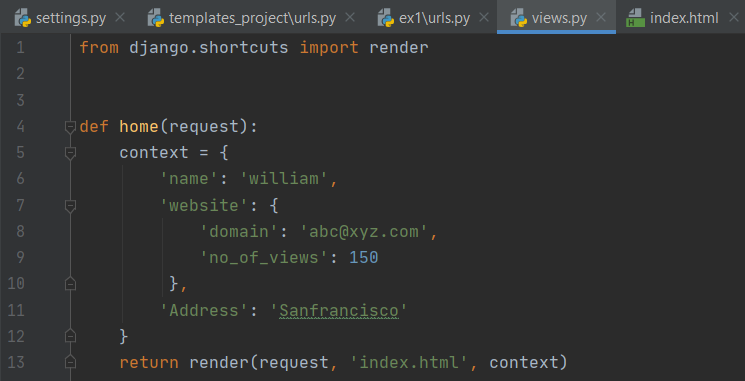 settings.py templates_project\urls.py ex1\urls.py views.py index.html
1 from django.shortcuts import render
2
3
4 def home(request):
5     context = {
6         'name': 'william',
7         'website': {
8             'domain': 'abc@xyz.com',
9             'no_of_views': 150
10         },
11         'Address': 'Sanfrancisco'
12     }
13     return render(request, 'index.html', context)